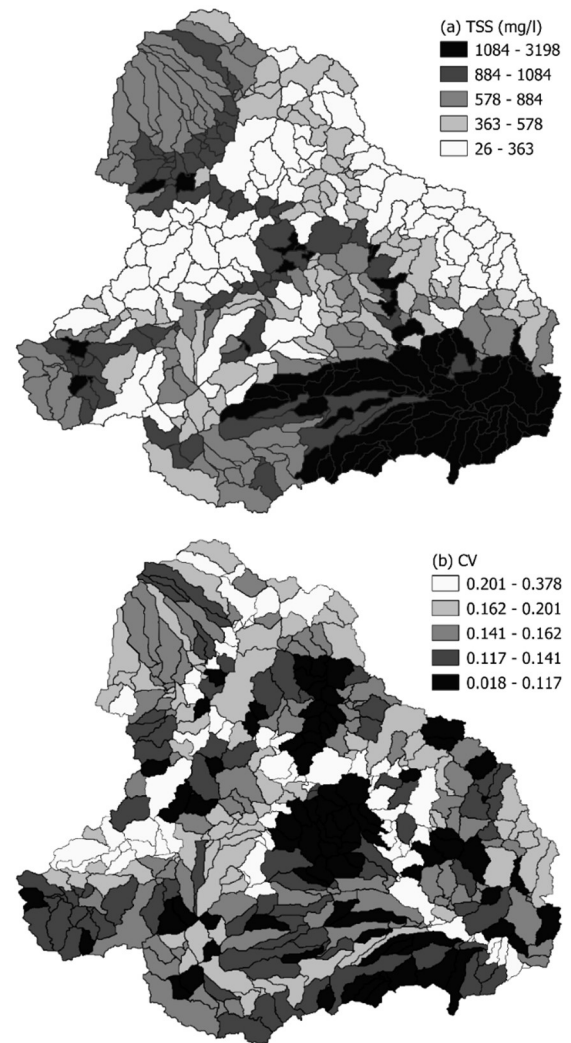 (a) TSS (mg/l)
1084 - 3198
884 - 1084
578 - 884
363 - 578
26 - 363
(b) CV
0.201 - 0.378
0.162 - 0.201
0.141 - 0.162
0.117 - 0.141
0.018 - 0.117